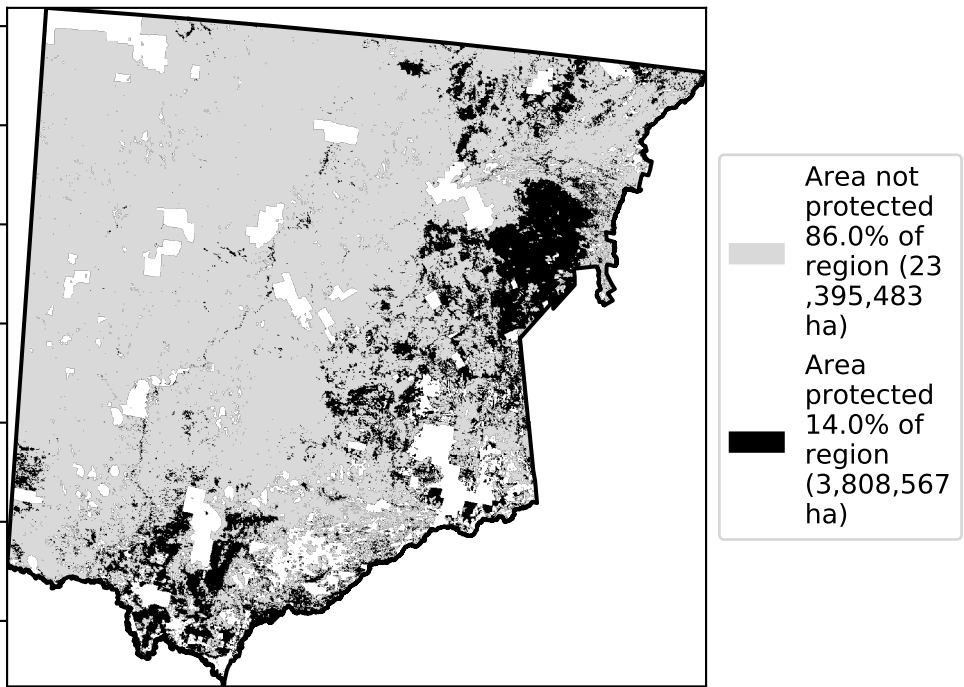 Area not
protected
86.0% of
region (23
,395,483
ha)
Area
protected
14.0% of
region
(3,808,567
ha)